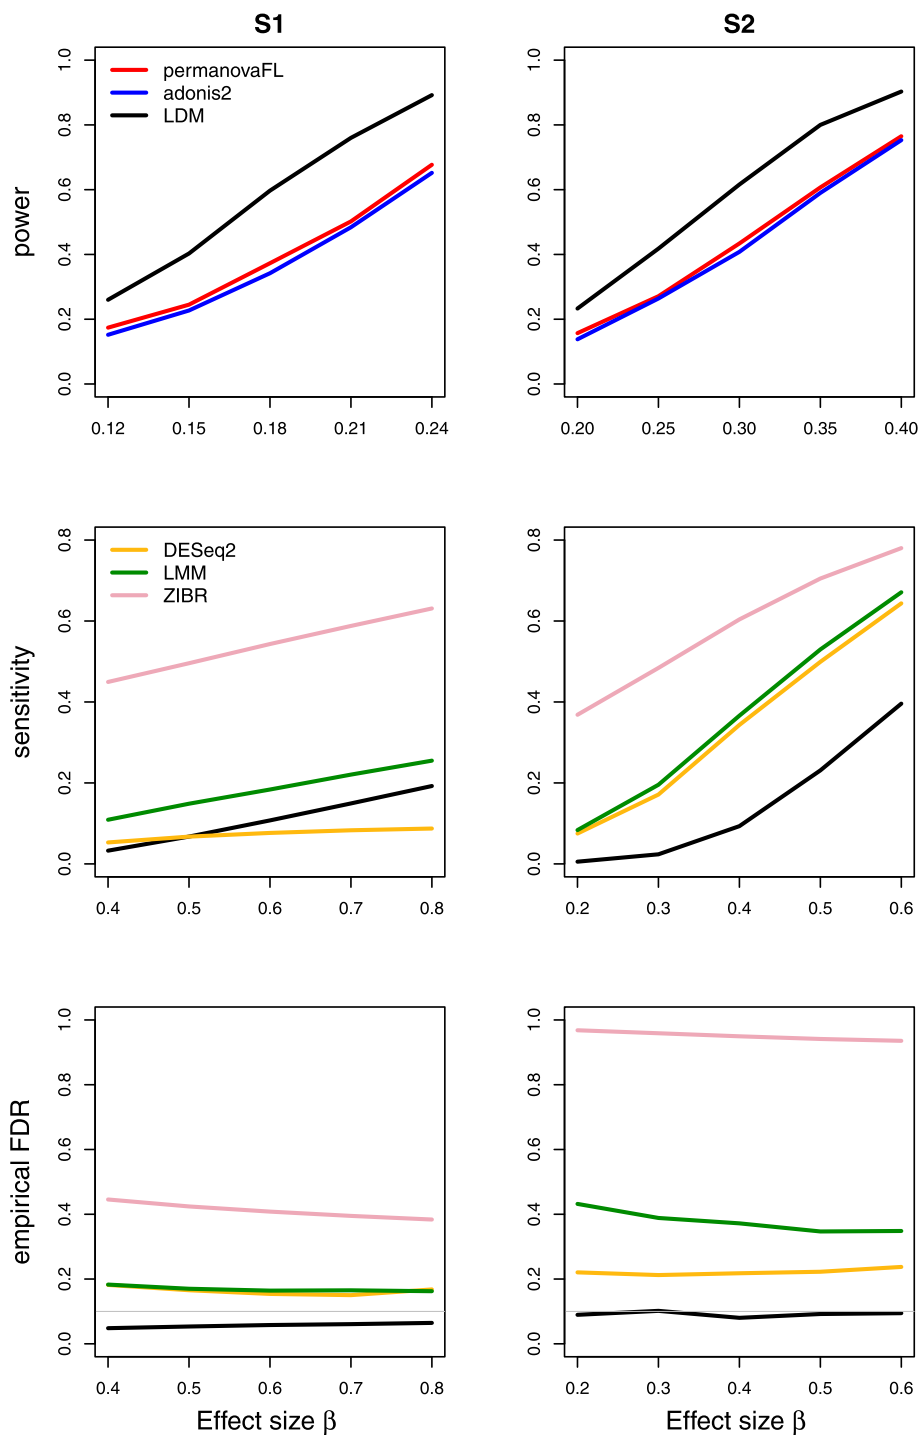 S1 S2
permanovaFL
adonis2
LDM
power
0.0 0.2 0.4 0.6 0.8 1.0
0.12 0.15 0.18 0.21 0.24
0.0 0.2 0.4 0.6 0.8 1.0
0.20 0.25 0.30 0.35 0.40
DESeq2
LMM
ZIBR
sensitivity
0.0 0.2 0.4 0.6 0.8
0.4 0.5 0.6 0.7 0.8
0.0 0.2 0.4 0.6 0.8
0.2 0.3 0.4 0.5 0.6
empirical FDR
0.0 0.2 0.4 0.6 0.8 1.0
0.4 0.5 0.6 0.7 0.8
Effect size β
0.0 0.2 0.4 0.6 0.8 1.0
0.2 0.3 0.4 0.5 0.6
Effect size β